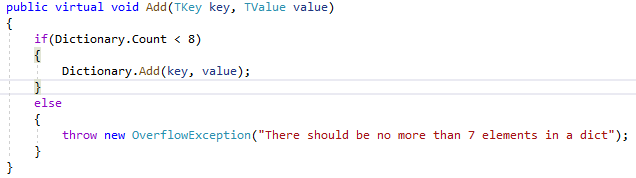 public virtual void Add(TKey key, TValue value)
{
if(Dictionary.Count < 8)
{
Dictionary.Add(key, value);
}
else
{
throw new OverflowException("There should be no more than 7 elements in a dict");
}
}